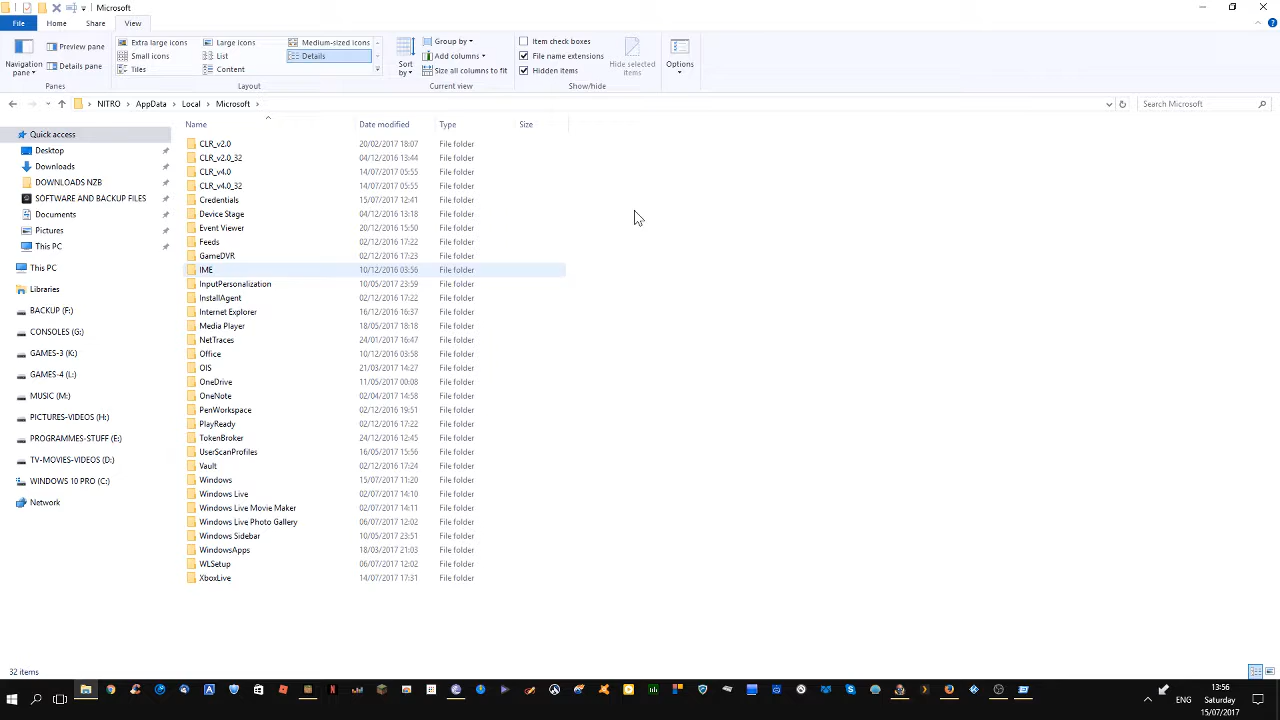 Microsoft
File Home Share View
Navigation pane
Preview pane
Details pane
Panes
Extra large icons Large icons Medium-sized icons
Small icons List Details
Tiles Content
Layout
Sort by
Group by
Add columns
Size all columns to fit
Current view
Item check boxes
File name extensions
Hidden items
Hide selected items
Show/hide
Options
NITRO AppData Local Microsoft
Search Microsoft
Quick access
Desktop
Downloads
DOWNLOADS NZB
SOFTWARE AND BACKUP FILES
Documents
Pictures
This PC
This PC
Libraries
BACKUP (F:)
CONSOLES (G:)
GAMES-3 (K:)
GAMES-4 (L:)
MUSIC (M:)
PICTURES-VIDEOS (H:)
PROGRAMMES-STUFF (E:)
TV-MOVIES-VIDEOS (D:)
WINDOWS 10 PRO (C:)
Network
Name Date modified Type Size
CLR_v2.0 20/02/2017 18:07 File folder
CLR_v2.0_32 04/12/2016 13:44 File folder
CLR_v4.0 14/07/2017 05:55 File folder
CLR_v4.0_32 14/07/2017 05:55 File folder
Credentials 15/07/2017 12:41 File folder
Device Stage 04/12/2016 13:18 File folder
Event Viewer 20/12/2016 15:50 File folder
Feeds 02/12/2016 17:22 File folder
GameDVR 02/12/2016 17:23 File folder
IME 10/12/2016 03:56 File folder
InputPersonalization 10/05/2017 23:59 File folder
InstallAgent 02/12/2016 17:22 File folder
Internet Explorer 16/12/2016 16:37 File folder
Media Player 18/05/2017 18:18 File folder
NetTraces 24/01/2017 16:47 File folder
Office 10/12/2016 03:58 File folder
OIS 21/03/2017 14:27 File folder
OneDrive 11/05/2017 00:08 File folder
OneNote 02/04/2017 14:58 File folder
PenWorkspace 02/12/2016 19:51 File folder
PlayReady 02/12/2016 17:22 File folder
TokenBroker 24/12/2016 12:45 File folder
UserScanProfiles 16/05/2017 15:56 File folder
Vault 02/12/2016 17:24 File folder
Windows 15/07/2017 11:20 File folder
Windows Live 02/07/2017 14:10 File folder
Windows Live Movie Maker 02/07/2017 14:11 File folder
Windows Live Photo Gallery 06/07/2017 12:02 File folder
Windows Sidebar 10/05/2017 23:51 File folder
WindowsApps 18/03/2017 21:03 File folder
WLSetup 06/07/2017 12:02 File folder
XboxLive 14/07/2017 17:31 File folder
32 items
ENG
13:56
Saturday
15/07/2017